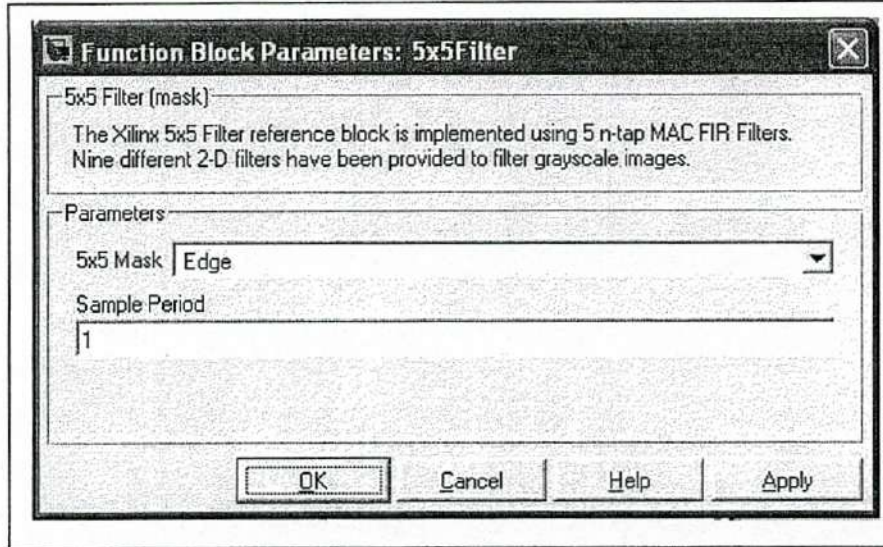 Function Block Parameters: 5x5Filter
5x5 Filter (mask)
The Xilinx 5x5 Filter reference block is implemented using 5 n-tap MAC FIR Filters.
Nine different 2-D filters have been provided to filter grayscale images.
Parameters
5x5 Mask Edge
Sample Period
1
OK Cancel Help Apply